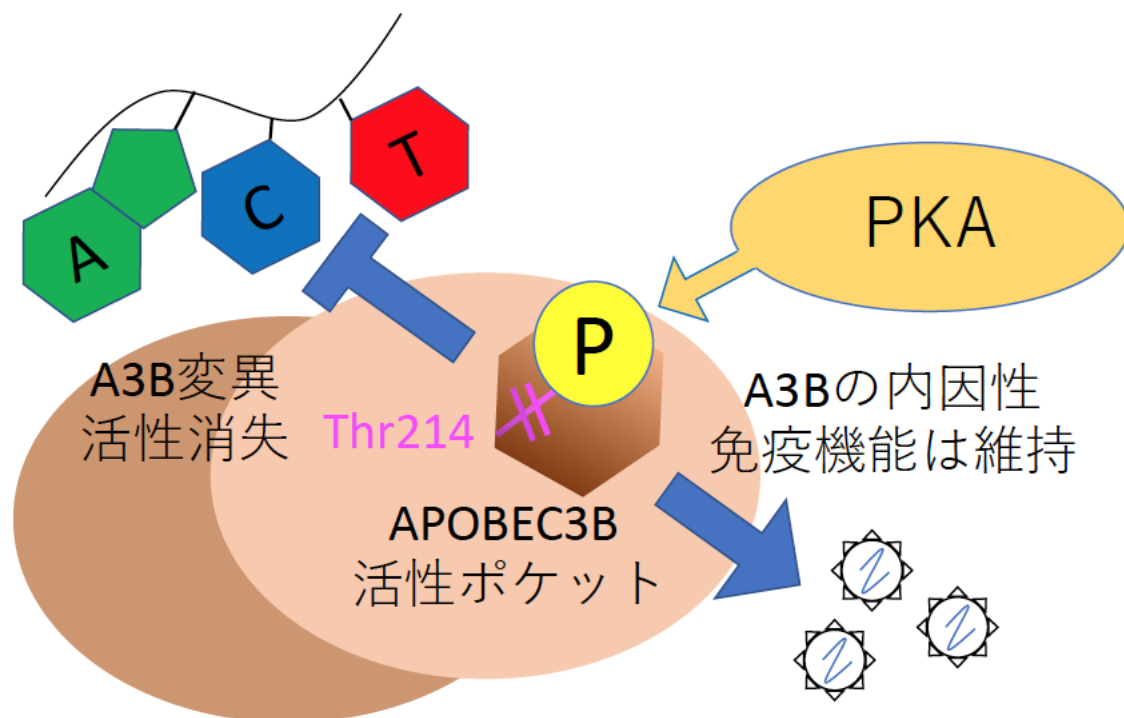 A
C
T
PKA
P
A3B変異
活性消失
Thr214
A3Bの内因性
免疫機能は維持
APOBEC3B
活性ポケット